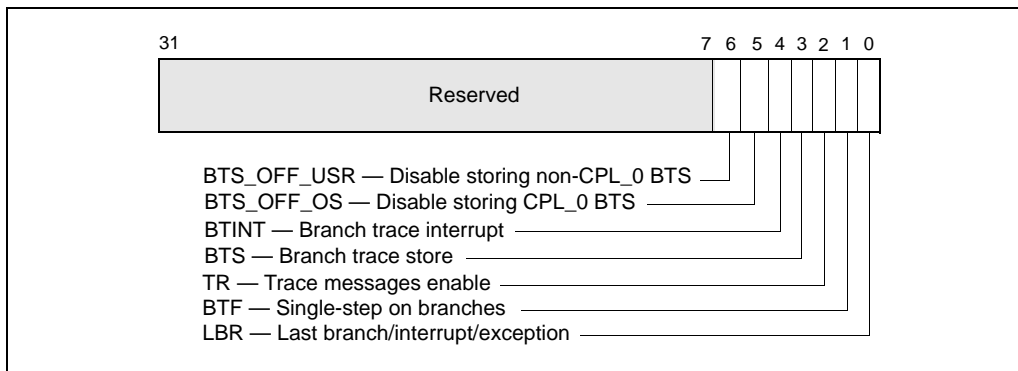 31 7 6 5 4 3 2 1 0
Reserved
BTS_OFF_USR — Disable storing non-CPL_0 BTS
BTS_OFF_OS — Disable storing CPL_0 BTS
BTINT — Branch trace interrupt
BTS — Branch trace store
TR — Trace messages enable
BTF — Single-step on branches
LBR — Last branch/interrupt/exception